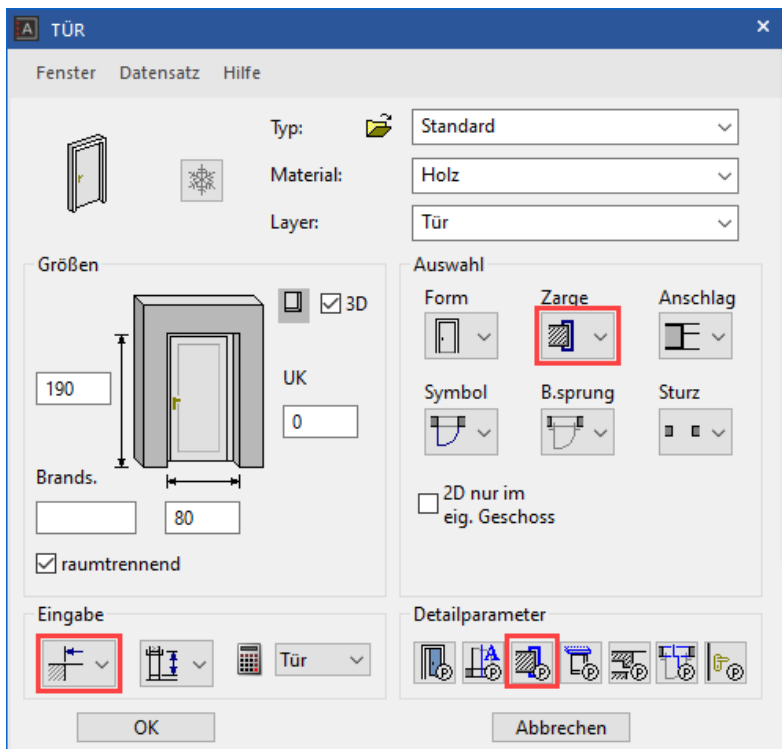 TÜR
Fenster Datensatz Hilfe
Typ: Standard
Material: Holz
Layer: Tür
Größen
3D
190
UK
0
Brands.
80
raumtrennend
Auswahl
Form Zarge Anschlag
Symbol B.sprung Sturz
2D nur im
eig. Geschoss
Eingabe
Tür
Detailparameter
P A P P P P P P
OK Abbrechen